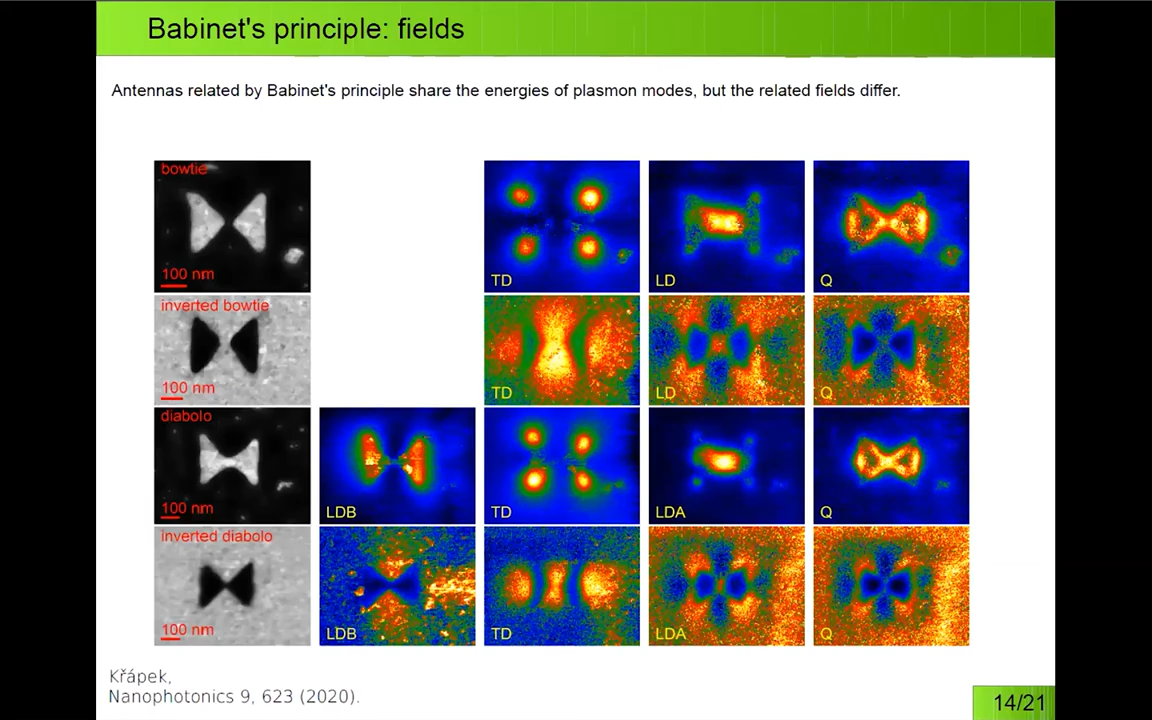 Babinet's principle: fields
Antennas related by Babinet's principle share the energies of plasmon modes, but the related fields differ.
bowtie
100 nm
TD
LD
Q
inverted bowtie
100 nm
TD
LD
Q
diabolo
100 nm
LDB
TD
LDA
Q
inverted diabolo
100 nm
LDB
TD
LDA
Q
Křápek,
Nanophotonics 9, 623 (2020).
14/21